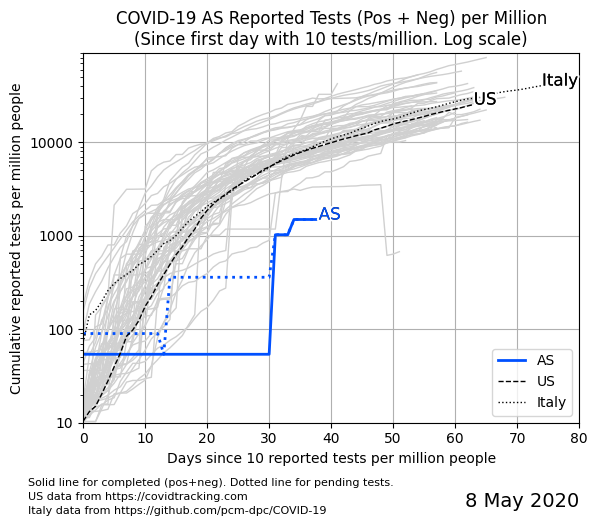 COVID-19 AS Reported Tests (Pos + Neg) per Million
(Since first day with 10 tests/million. Log scale)
Cumulative reported tests per million people
10000
1000
100
10
Italy
US
AS
AS
US
Italy
0 10 20 30 40 50 60 70 80
Days since 10 reported tests per million people
Solid line for completed (pos+neg). Dotted line for pending tests.
US data from https://covidtracking.com
Italy data from https://github.com/pcm-dpc/COVID-19
8 May 2020